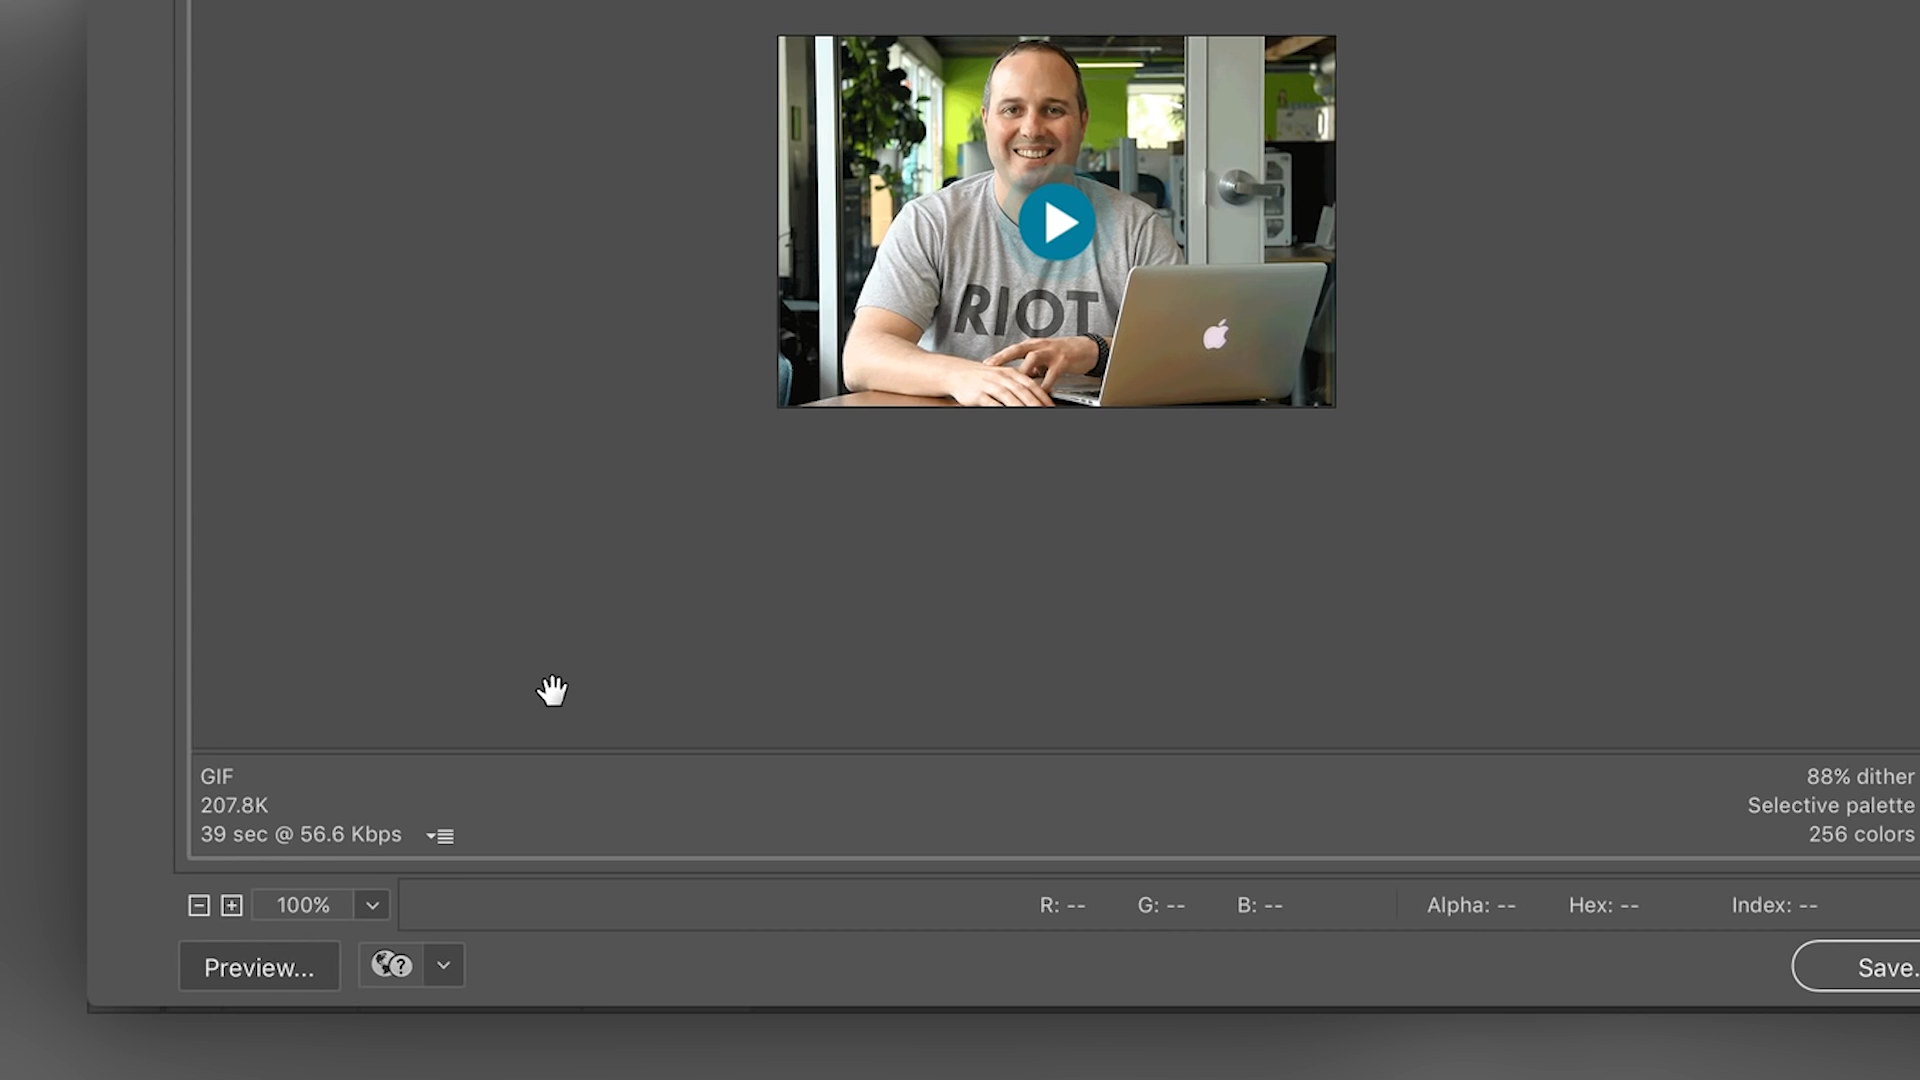 RIOT
GIF
207.8K
39 sec @ 56.6 Kbps
88% dither
Selective palette
256 colors
100%
R: --
G: --
B: --
Alpha: --
Hex: --
Index: --
Preview...
?
Save.